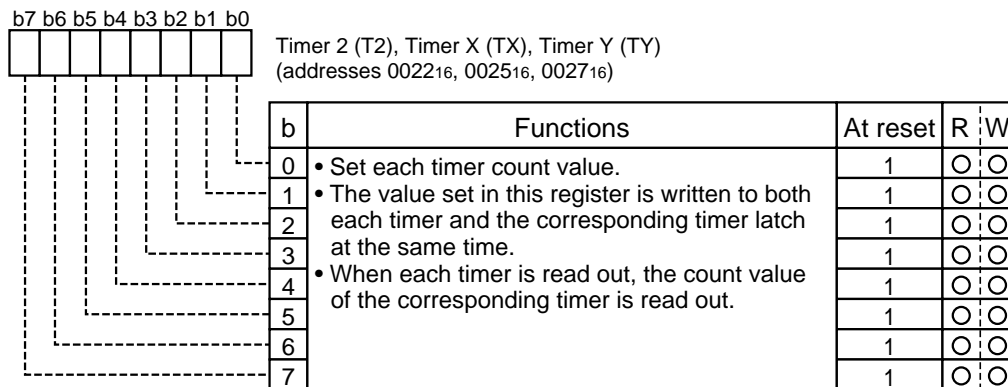 b7 b6 b5 b4 b3 b2 b1 b0
Timer 2 (T2), Timer X (TX), Timer Y (TY)
(addresses 002216, 002516, 002716)
b Functions At reset R W
0 • Set each timer count value. 1 O O
1 • The value set in this register is written to both 1 O O
2 each timer and the corresponding timer latch 1 O O
3 at the same time. 1 O O
4 • When each timer is read out, the count value 1 O O
5 of the corresponding timer is read out. 1 O O
6 1 O O
7 1 O O